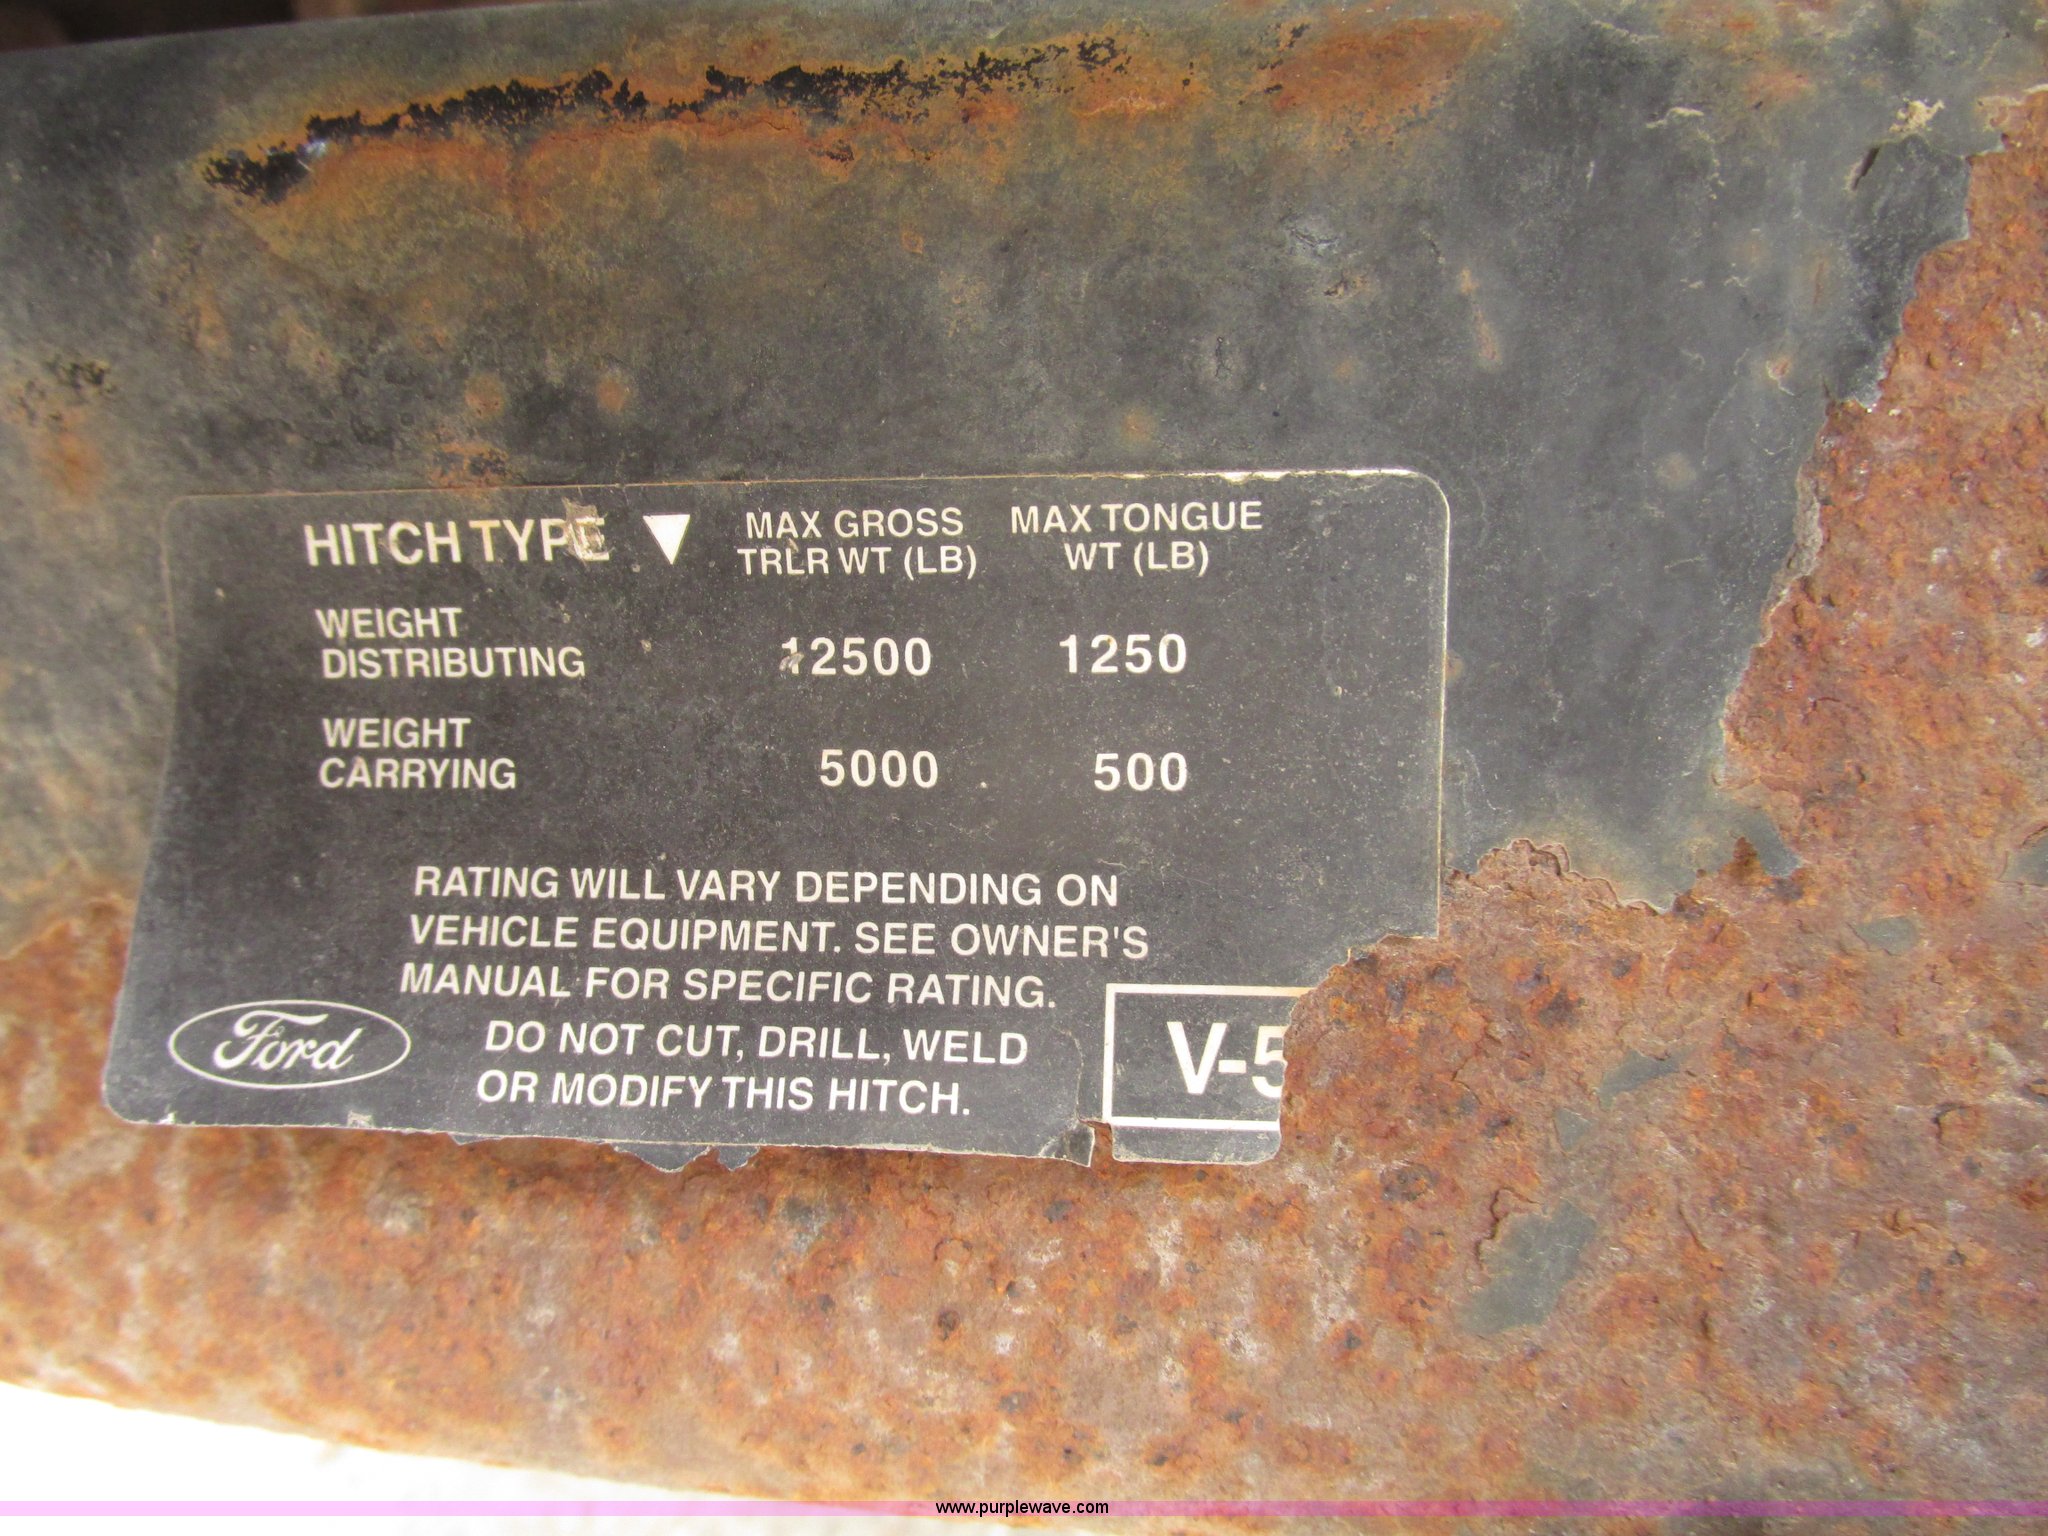 HITCH TYPE ▼ MAX GROSS TRLR WT (LB) MAX TONGUE WT (LB)
WEIGHT DISTRIBUTING 12500 1250
WEIGHT CARRYING 5000 500
RATING WILL VARY DEPENDING ON
VEHICLE EQUIPMENT. SEE OWNER'S
MANUAL FOR SPECIFIC RATING.
DO NOT CUT, DRILL, WELD
OR MODIFY THIS HITCH.
Ford
V-5
www.purplewave.com